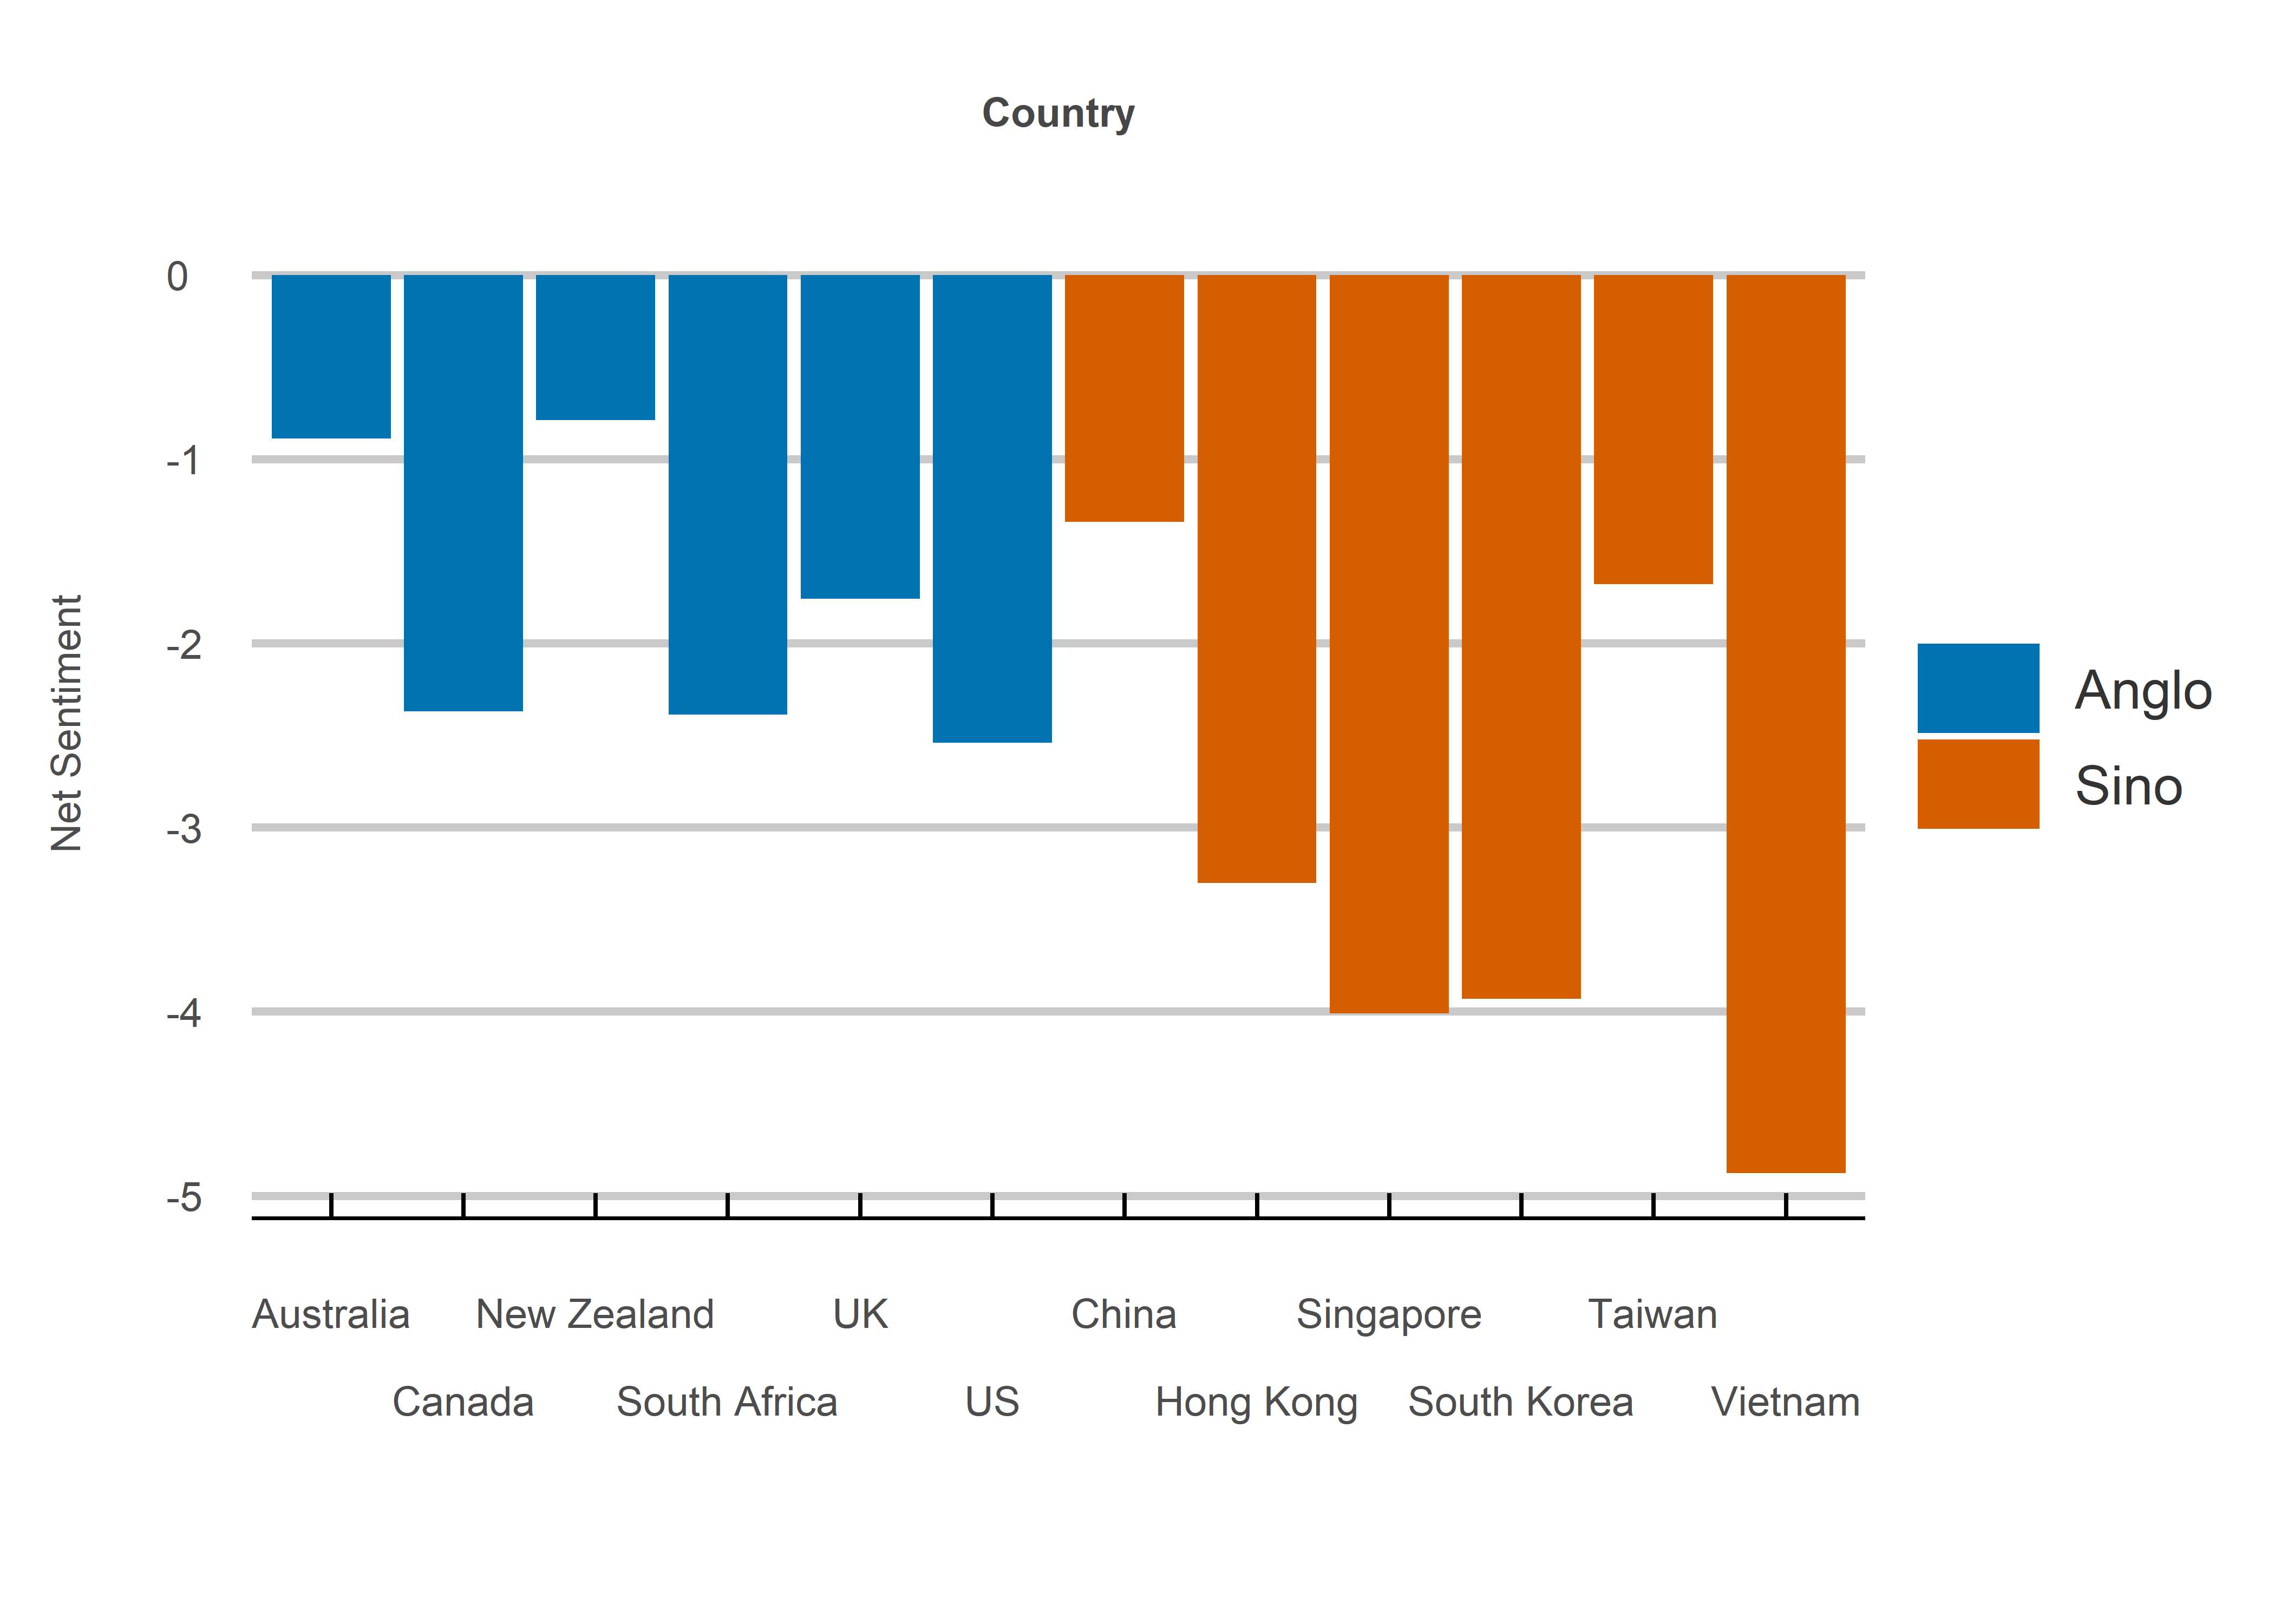 Country
0
-1
-2
-3
-4
-5
Net Sentiment
Anglo
Sino
Australia New Zealand UK China Singapore Taiwan
Canada South Africa US Hong Kong South Korea Vietnam